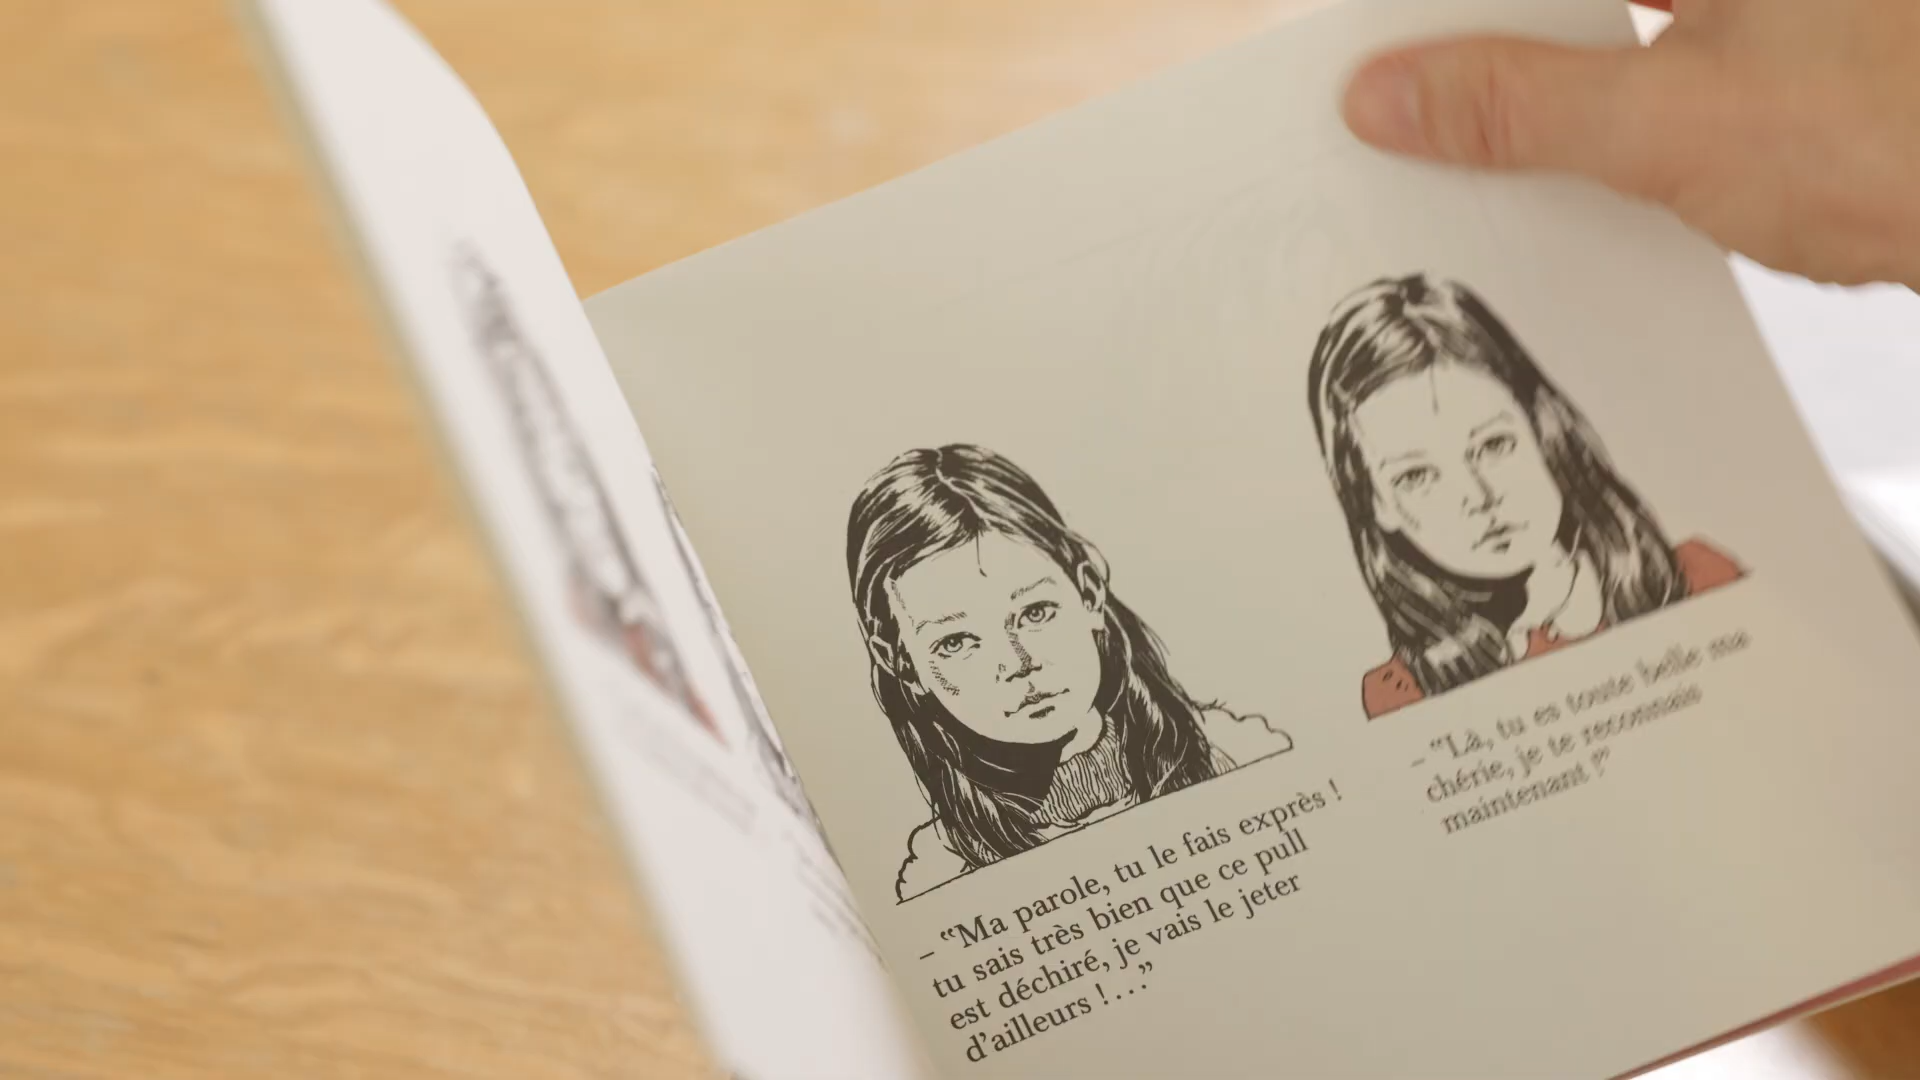 – “Ma parole, tu le fais exprès !
tu sais très bien que ce pull
est déchiré, je vais le jeter
d’ailleurs !...”
– “Là, tu es toute belle ma
chérie, je te reconnais
maintenant !”